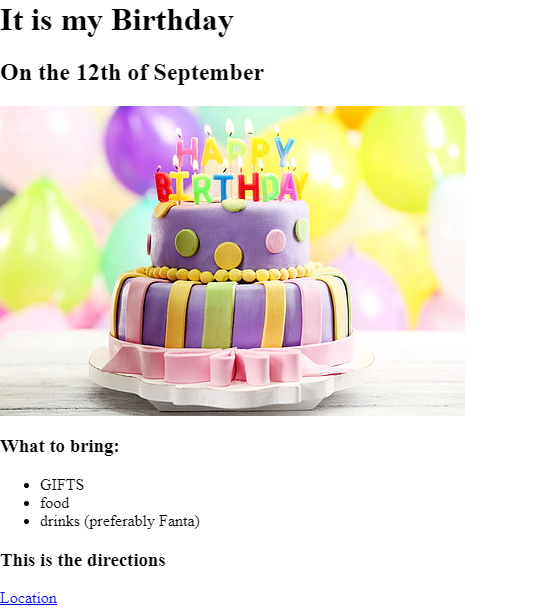 It is my Birthday
On the 12th of September
HAPPY
BIRTHDAY
What to bring:
GIFTS
food
drinks (preferably Fanta)
This is the directions
Location